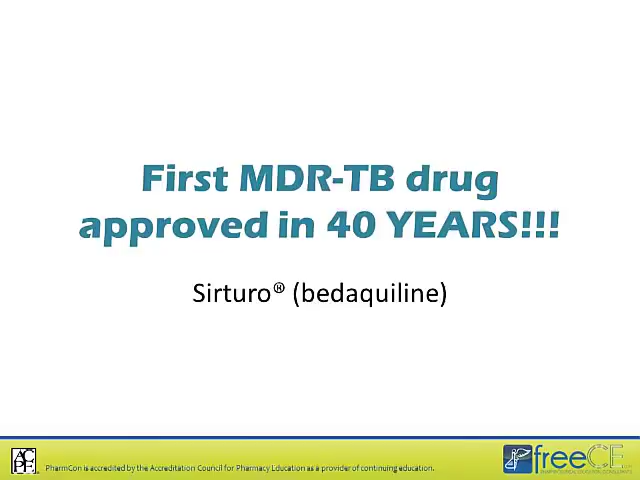 First MDR-TB drug
approved in 40 YEARS!!!
Sirturo® (bedaquiline)
PharmCon is accredited by the Accreditation Council for Pharmacy Education as a provider of continuing education.
freeCE